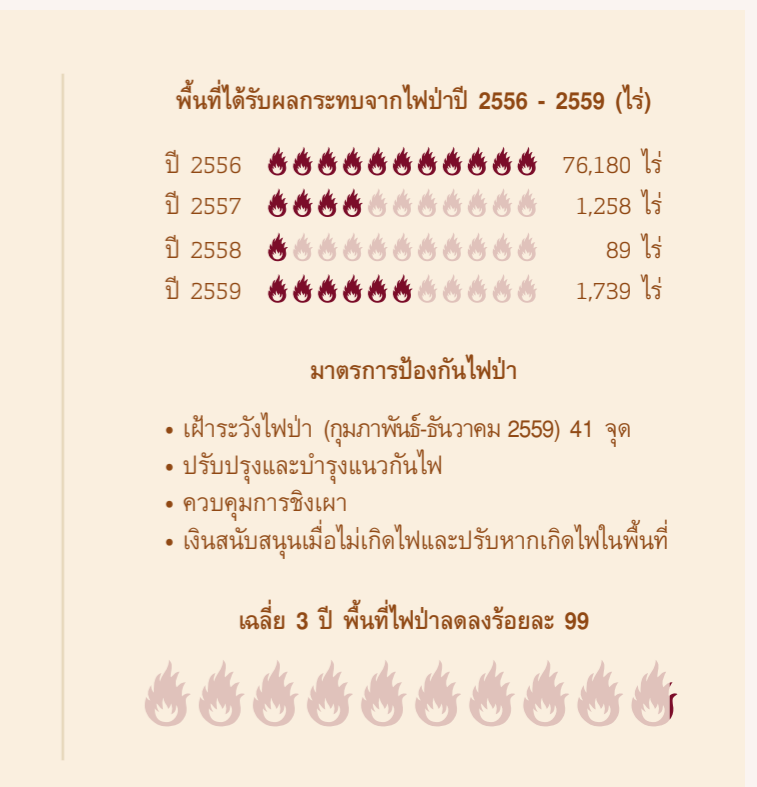 พื้นที่ได้รับผลกระทบจากไฟป่าปี 2556 - 2559 (ไร่)
ปี 2556 76,180 ไร่
ปี 2557 1,258 ไร่
ปี 2558 89 ไร่
ปี 2559 1,739 ไร่
มาตรการป้องกันไฟป่า
• เฝ้าระวังไฟป่า (กุมภาพันธ์-ธันวาคม 2559) 41 จุด
• ปรับปรุงและบำรุงแนวกันไฟ
• ควบคุมการชิงเผา
• เงินสนับสนุนเมื่อไม่เกิดไฟและปรับหากเกิดไฟในพื้นที่
เฉลี่ย 3 ปี พื้นที่ไฟป่าลดลงร้อยละ 99